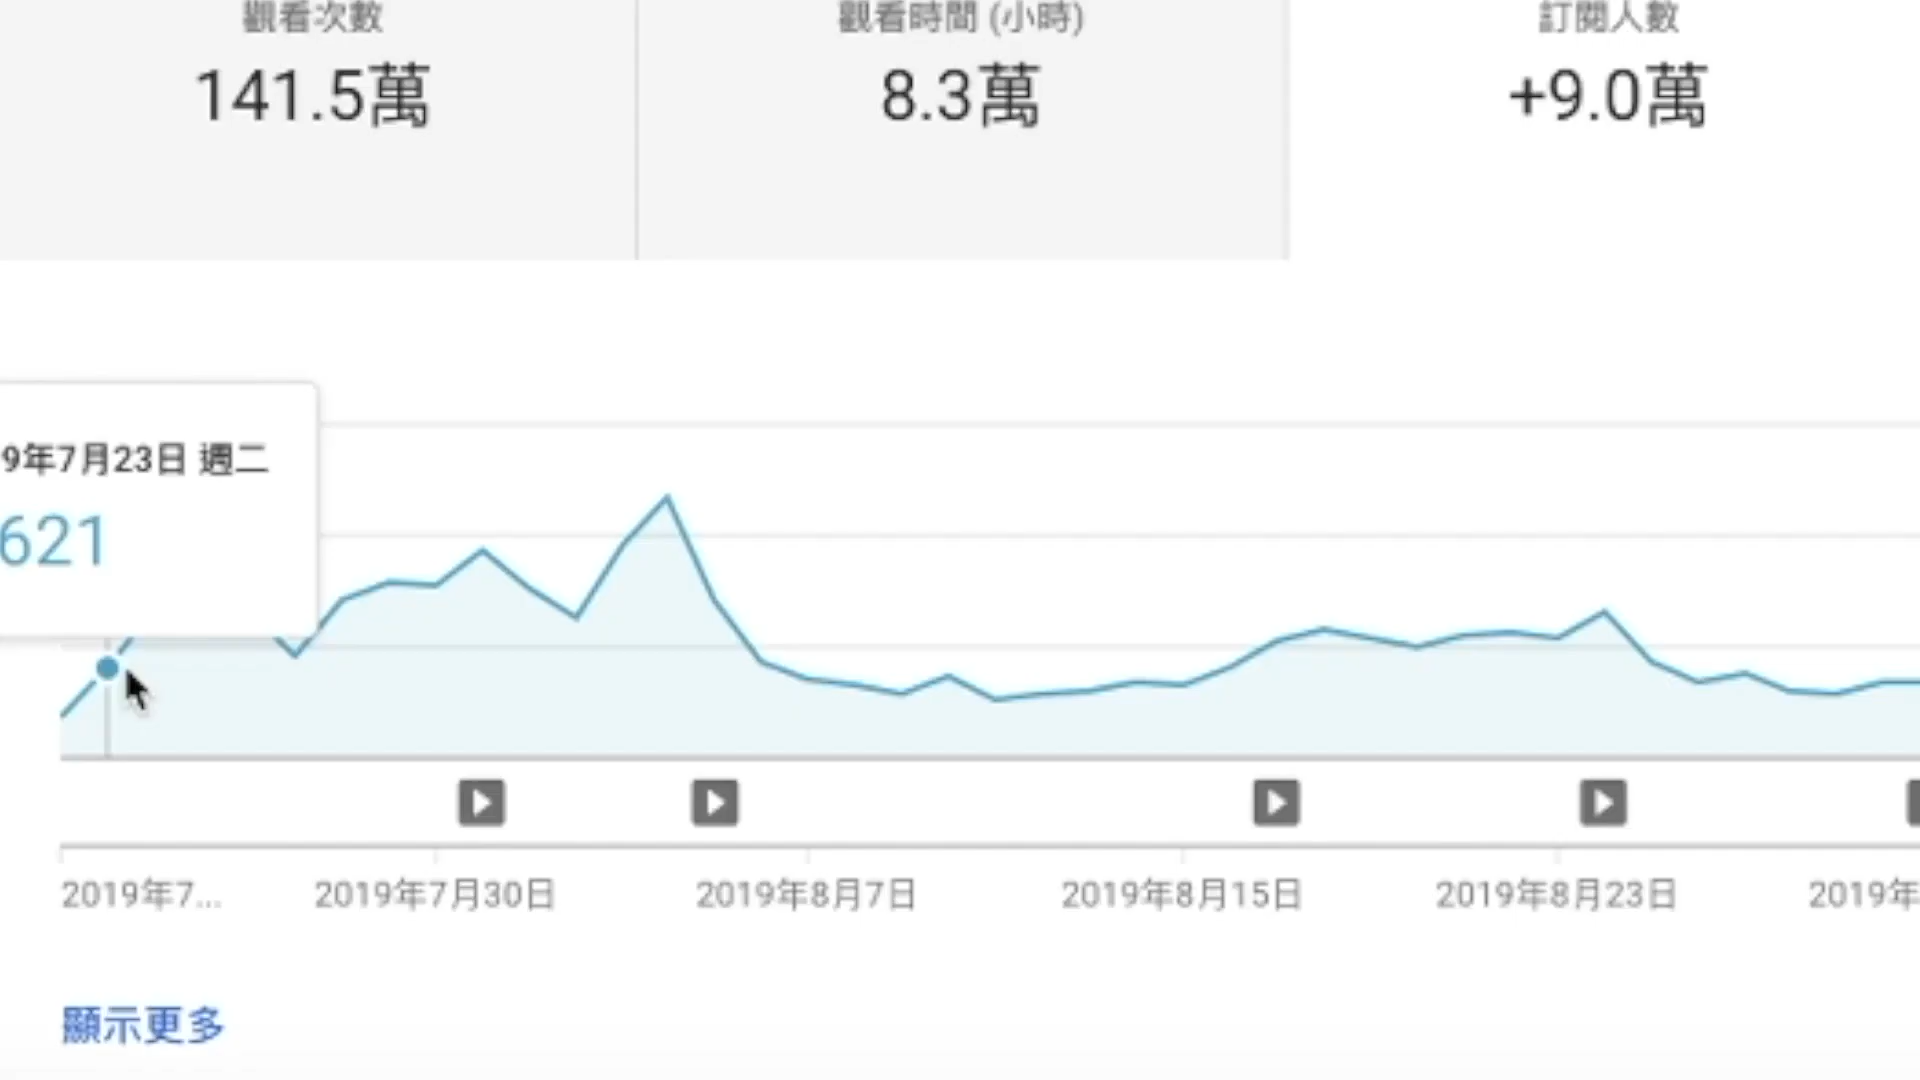 觀看次數
141.5萬
觀看時間 (小時)
8.3萬
訂閱人數
+9.0萬
9年7月23日 週二
621
2019年7...
2019年7月30日
2019年8月7日
2019年8月15日
2019年8月23日
2019年
顯示更多